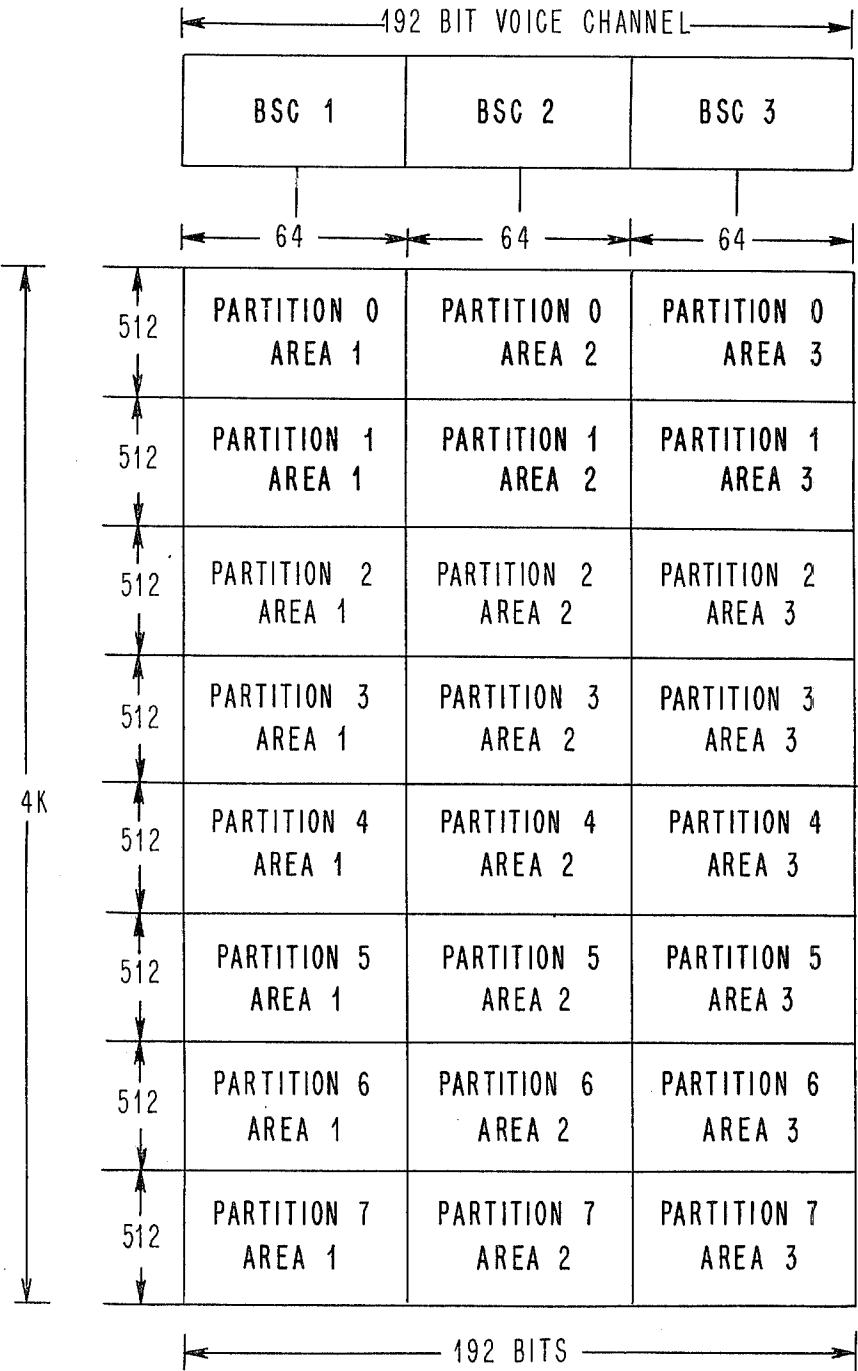 192 BIT VOICE CHANNEL
BSC 1 BSC 2 BSC 3
64 64 64
512 PARTITION 0 PARTITION 0 PARTITION 0
AREA 1 AREA 2 AREA 3
512 PARTITION 1 PARTITION 1 PARTITION 1
AREA 1 AREA 2 AREA 3
512 PARTITION 2 PARTITION 2 PARTITION 2
AREA 1 AREA 2 AREA 3
512 PARTITION 3 PARTITION 3 PARTITION 3
AREA 1 AREA 2 AREA 3
4K
512 PARTITION 4 PARTITION 4 PARTITION 4
AREA 1 AREA 2 AREA 3
512 PARTITION 5 PARTITION 5 PARTITION 5
AREA 1 AREA 2 AREA 3
512 PARTITION 6 PARTITION 6 PARTITION 6
AREA 1 AREA 2 AREA 3
512 PARTITION 7 PARTITION 7 PARTITION 7
AREA 1 AREA 2 AREA 3
192 BITS